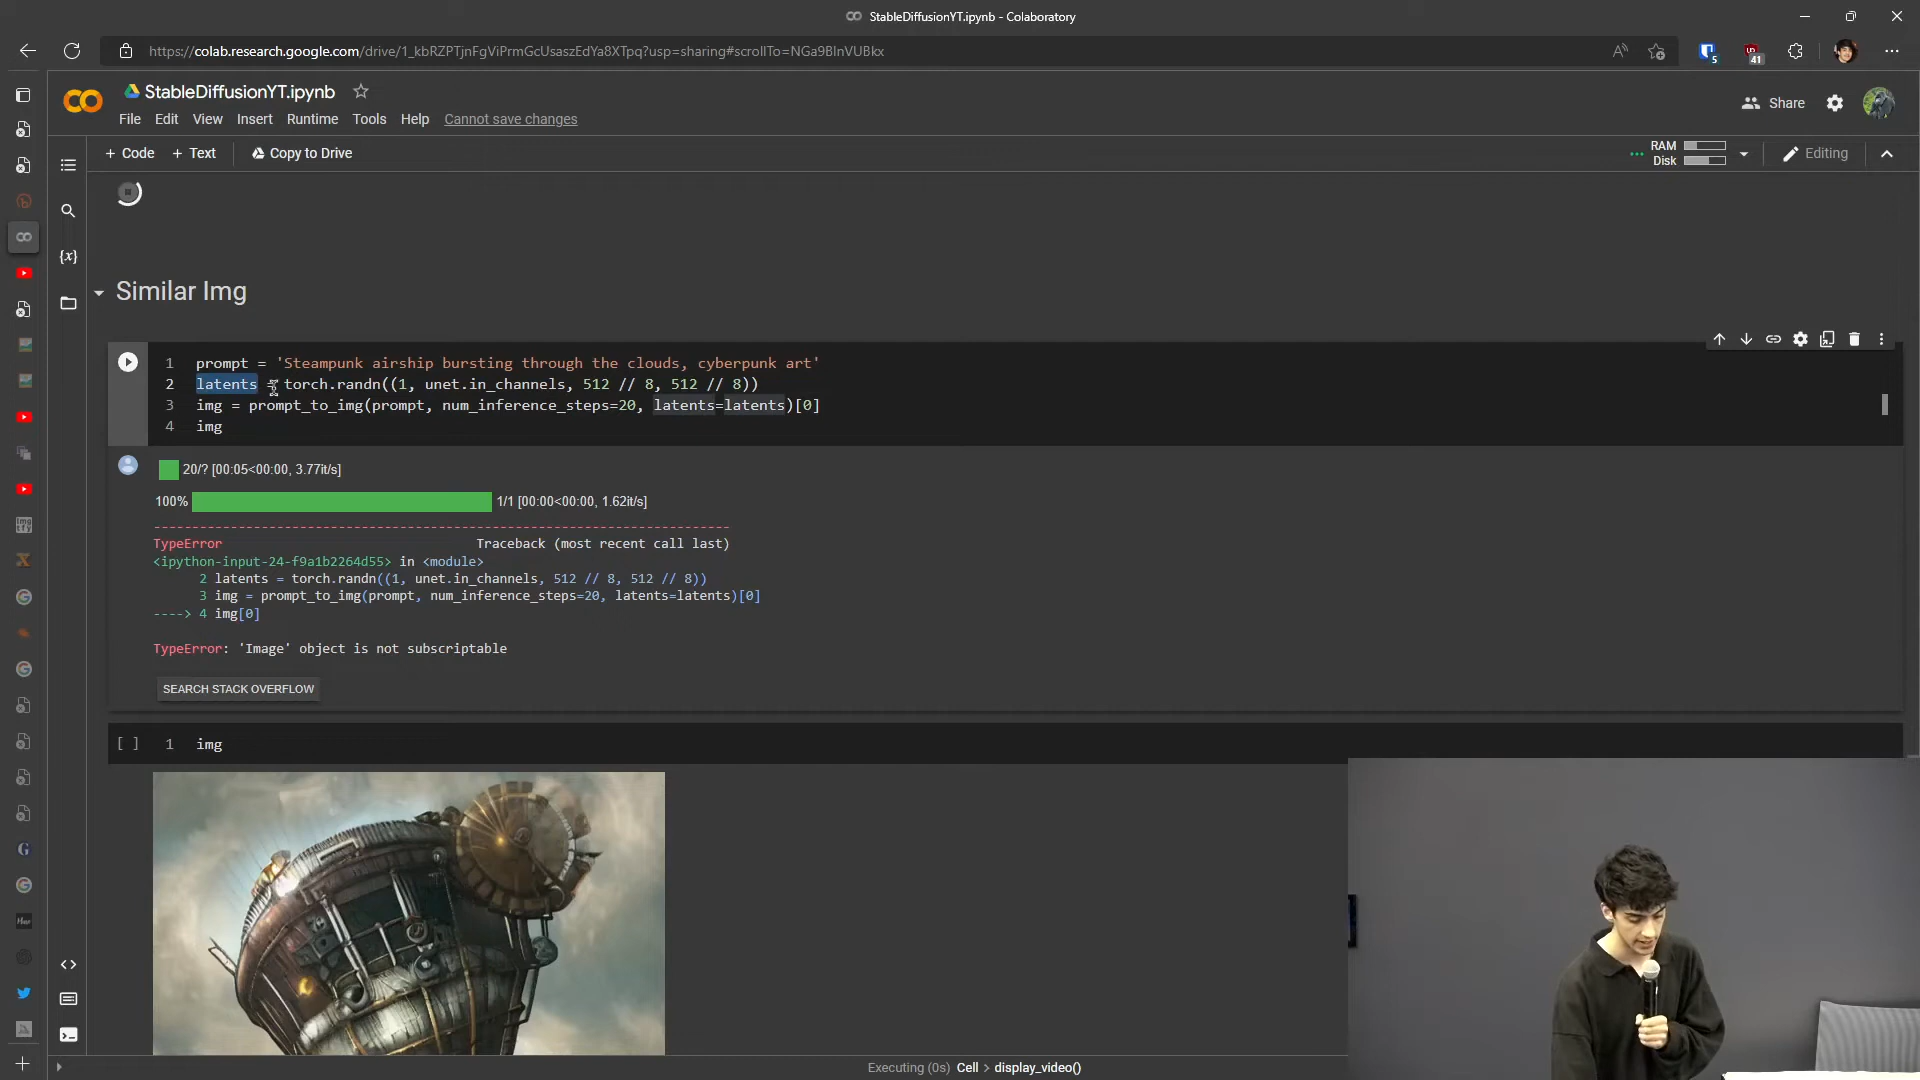 StableDiffusionYT.ipynb - Colaboratory
https://colab.research.google.com/drive/1_kbRZPTjnFgViPrmGcUsaszEdYa8XTpq?usp=sharing#scrollTo=NGa9BlnVUBkx
5
41
StableDiffusionYT.ipynb
File Edit View Insert Runtime Tools Help Cannot save changes
Share
+ Code + Text Copy to Drive
RAM
Disk
Editing
Similar Img
1 prompt = 'Steampunk airship bursting through the clouds, cyberpunk art'
2 latents = torch.randn((1, unet.in_channels, 512 // 8, 512 // 8))
3 img = prompt_to_img(prompt, num_inference_steps=20, latents=latents)[0]
4 img
20/? [00:05<00:00, 3.77it/s]
100% 1/1 [00:00<00:00, 1.62it/s]
---------------------------------------------------------------------------
TypeError Traceback (most recent call last)
<ipython-input-24-f9a1b2264d55> in <module>
2 latents = torch.randn((1, unet.in_channels, 512 // 8, 512 // 8))
3 img = prompt_to_img(prompt, num_inference_steps=20, latents=latents)[0]
----> 4 img[0]
TypeError: 'Image' object is not subscriptable
SEARCH STACK OVERFLOW
[ ] 1 img
Executing (0s) Cell > display_video()